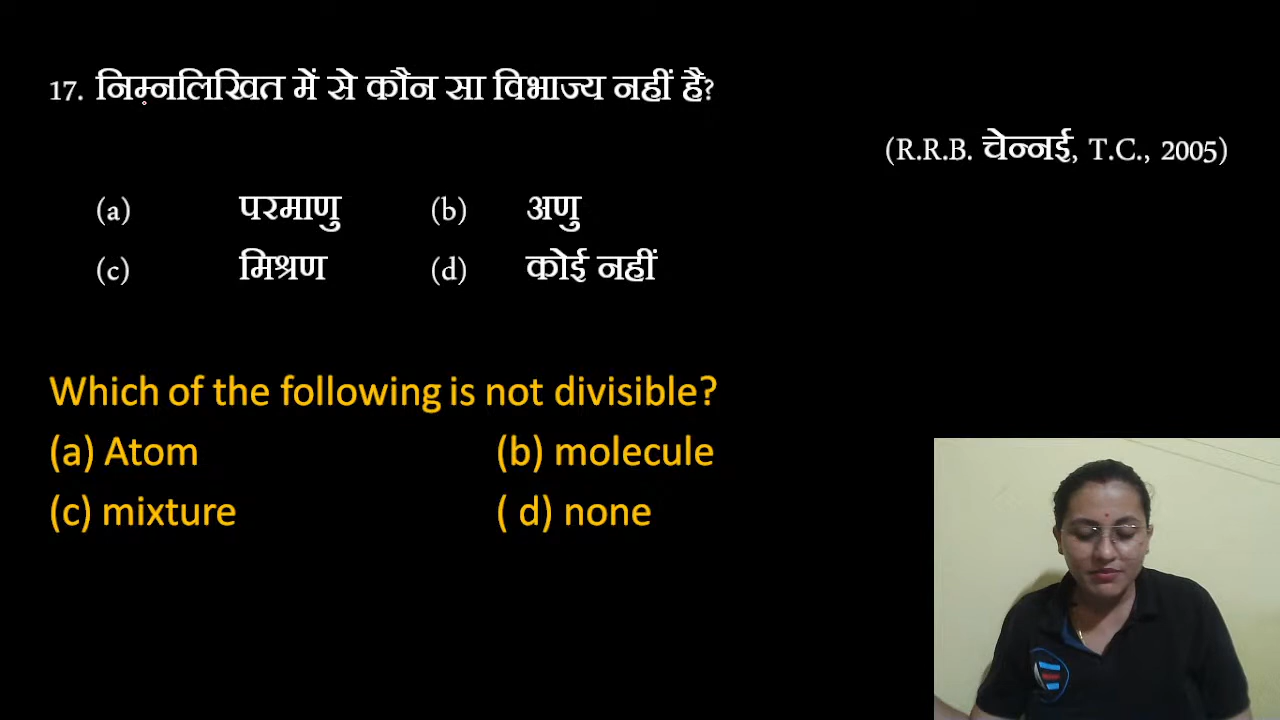 17. निम्नलिखित में से कौन सा विभाज्य नहीं है?
(R.R.B. चेन्नई, T.C., 2005)
(a) परमाणु (b) अणु
(c) मिश्रण (d) कोई नहीं
Which of the following is not divisible?
(a) Atom (b) molecule
(c) mixture ( d) none